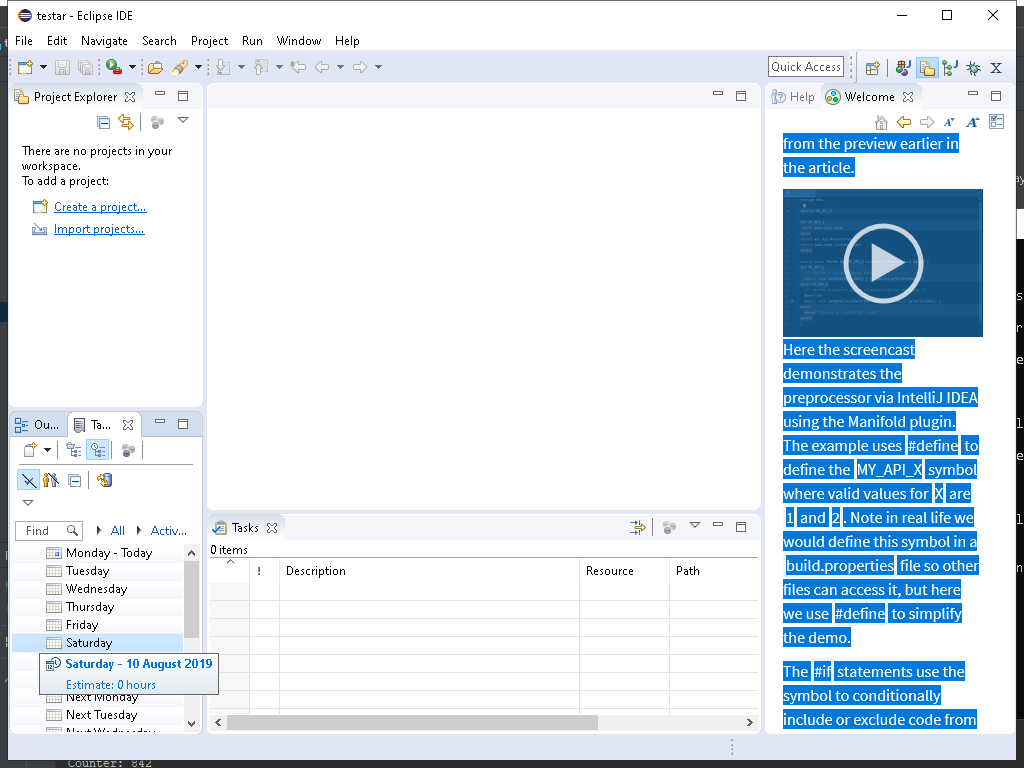 testar - Eclipse IDE
File Edit Navigate Search Project Run Window Help
Quick Access
Project Explorer
There are no projects in your
workspace.
To add a project:
Create a project...
Import projects...
Ou...
Ta...
Find
All
Activ...
Monday - Today
Tuesday
Wednesday
Thursday
Friday
Saturday
Saturday - 10 August 2019
Estimate: 0 hours
Next Monday
Next Tuesday
Next Wednesday
Tasks
0 items
! Description Resource Path
Help
Welcome
from the preview earlier in
the article.
Here the screencast
demonstrates the
preprocessor via IntelliJ IDEA
using the Manifold plugin.
The example uses #define to
define the MY_API_X symbol
where valid values for X are
1 and 2. Note in real life we
would define this symbol in a
build.properties file so other
files can access it, but here
we use #define to simplify
the demo.
The #if statements use the
symbol to conditionally
include or exclude code from
Counter: 842